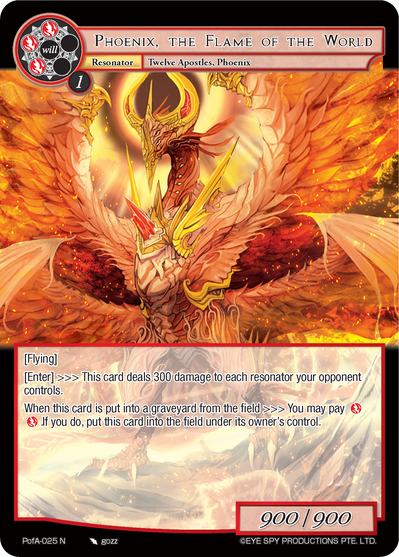 Phoenix, the Flame of the World
will
Resonator Twelve Apostles, Phoenix
1
[Flying]
[Enter] >>> This card deals 300 damage to each resonator your opponent
controls.
When this card is put into a graveyard from the field >>> You may pay
If you do, put this card into the field under its owner's control.
900 / 900
PofA-025 N gozz ©EYE SPY PRODUCTIONS PTE. LTD.